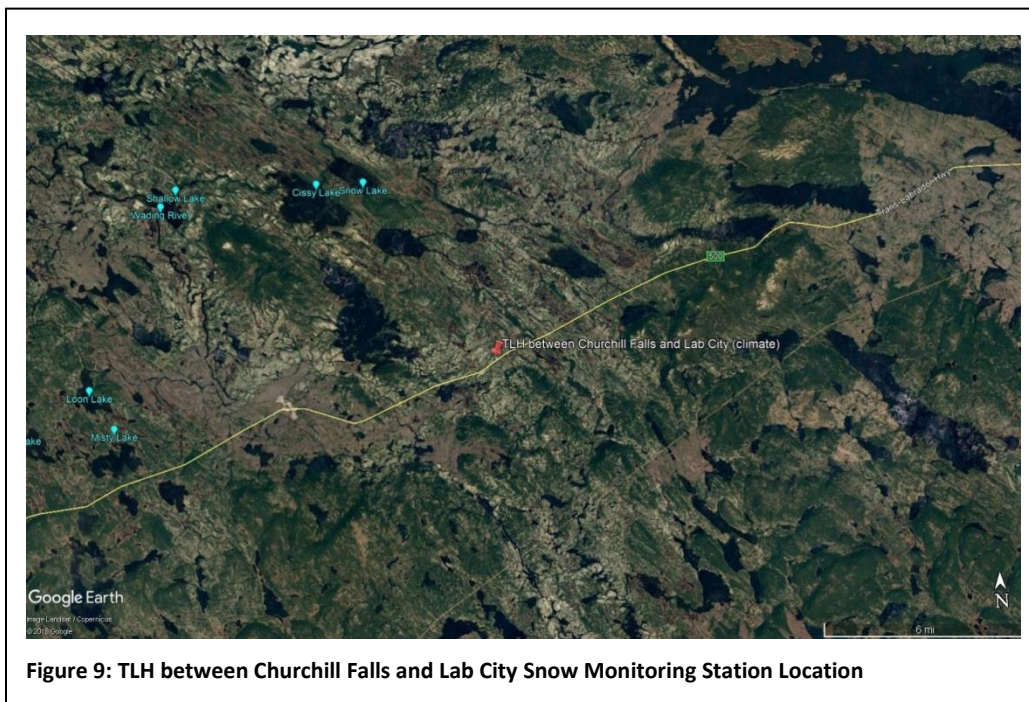 Cissy Lake
Snow Lake
Shallow Lake
Wading River
Trans-Labrador Hwy
500
TLH between Churchill Falls and Lab City (climate)
Loon Lake
Misty Lake
ake
Google Earth
Image Landsat / Copernicus
© 2018 Google
N
6 mi
Figure 9: TLH between Churchill Falls and Lab City Snow Monitoring Station Location